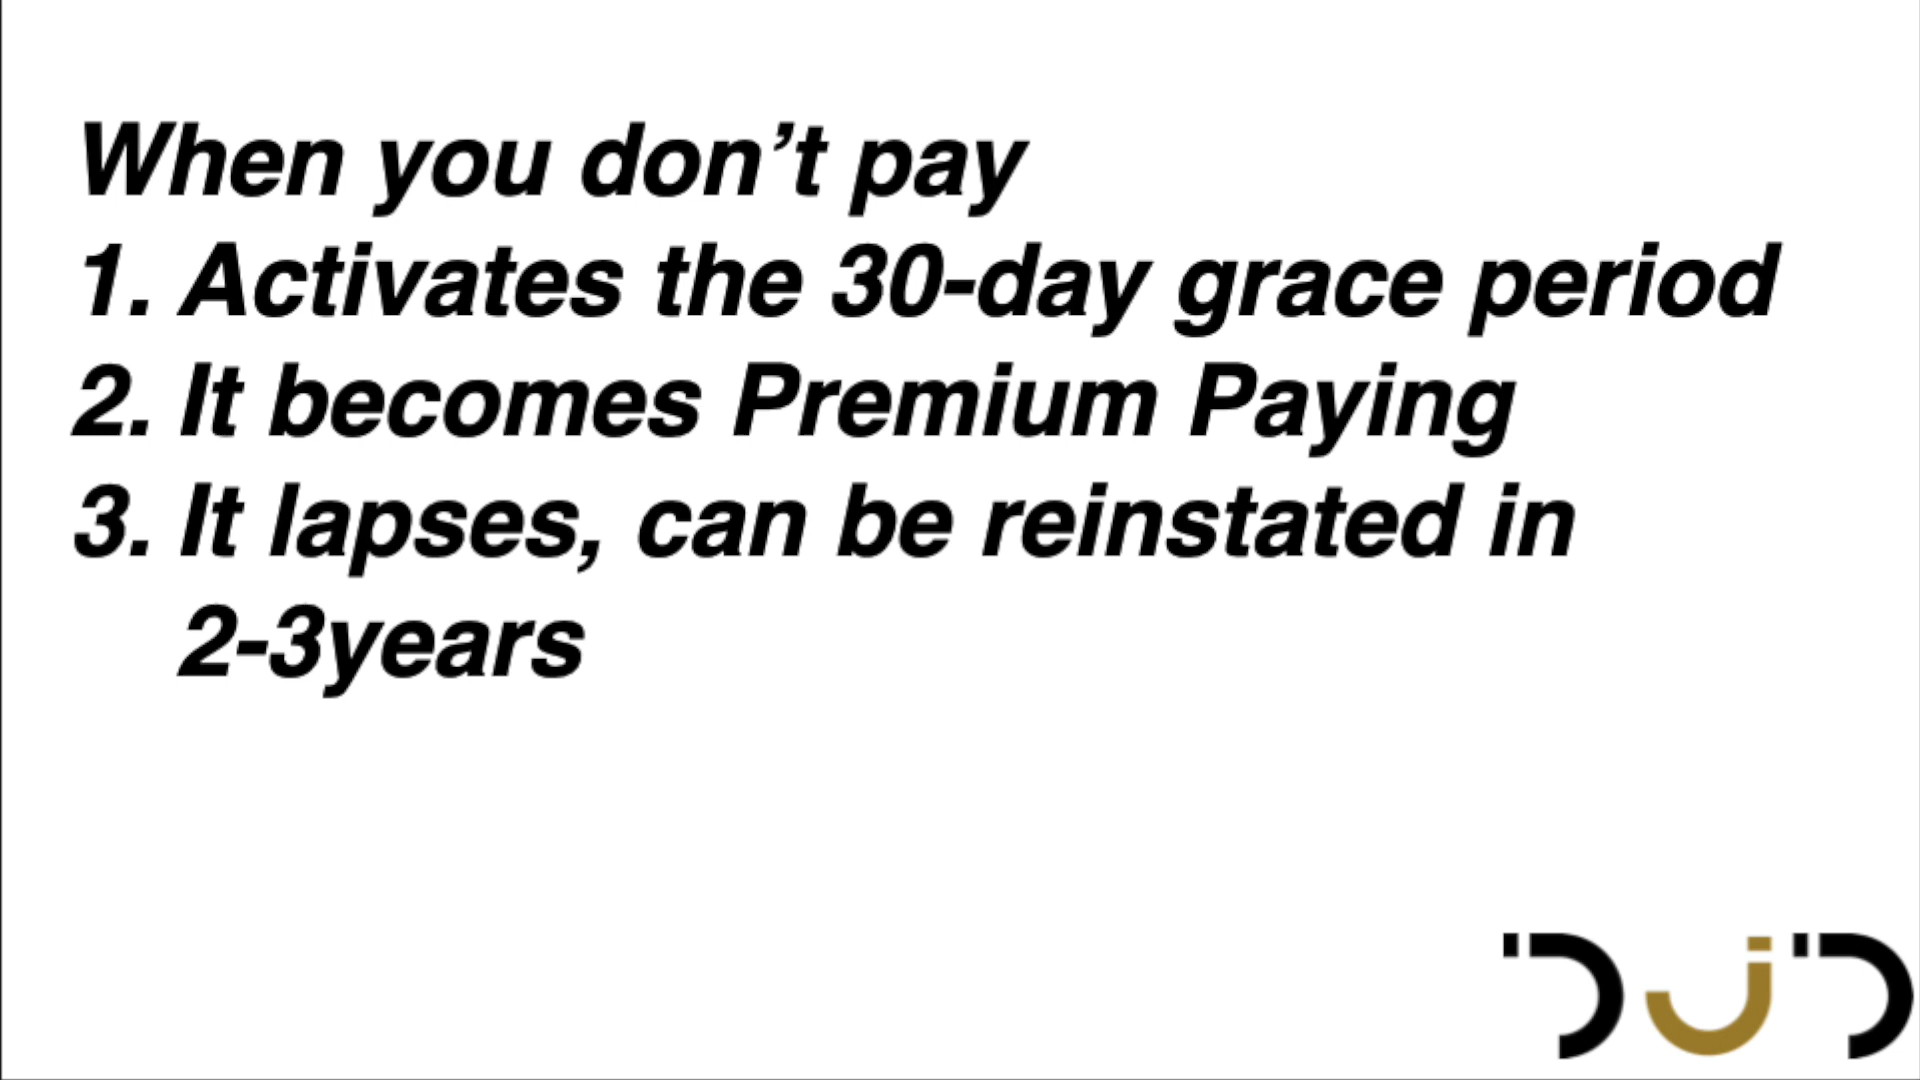 When you don’t pay
1. Activates the 30-day grace period
2. It becomes Premium Paying
3. It lapses, can be reinstated in
2-3years
DJD